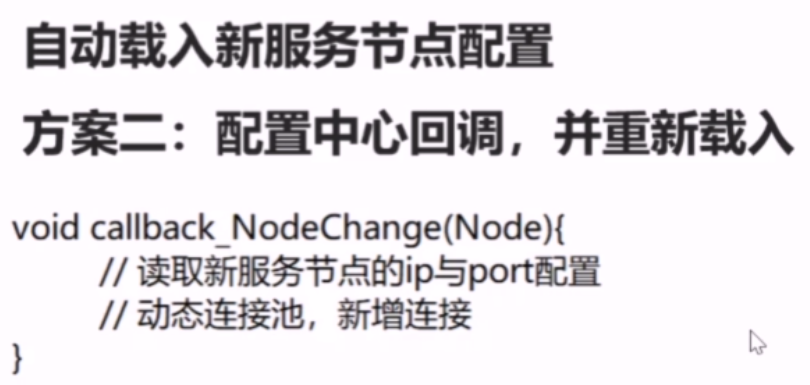 自动载入新服务节点配置
方案二：配置中心回调，并重新载入
void callback_NodeChange(Node){
// 读取新服务节点的ip与port配置
// 动态连接池，新增连接
}